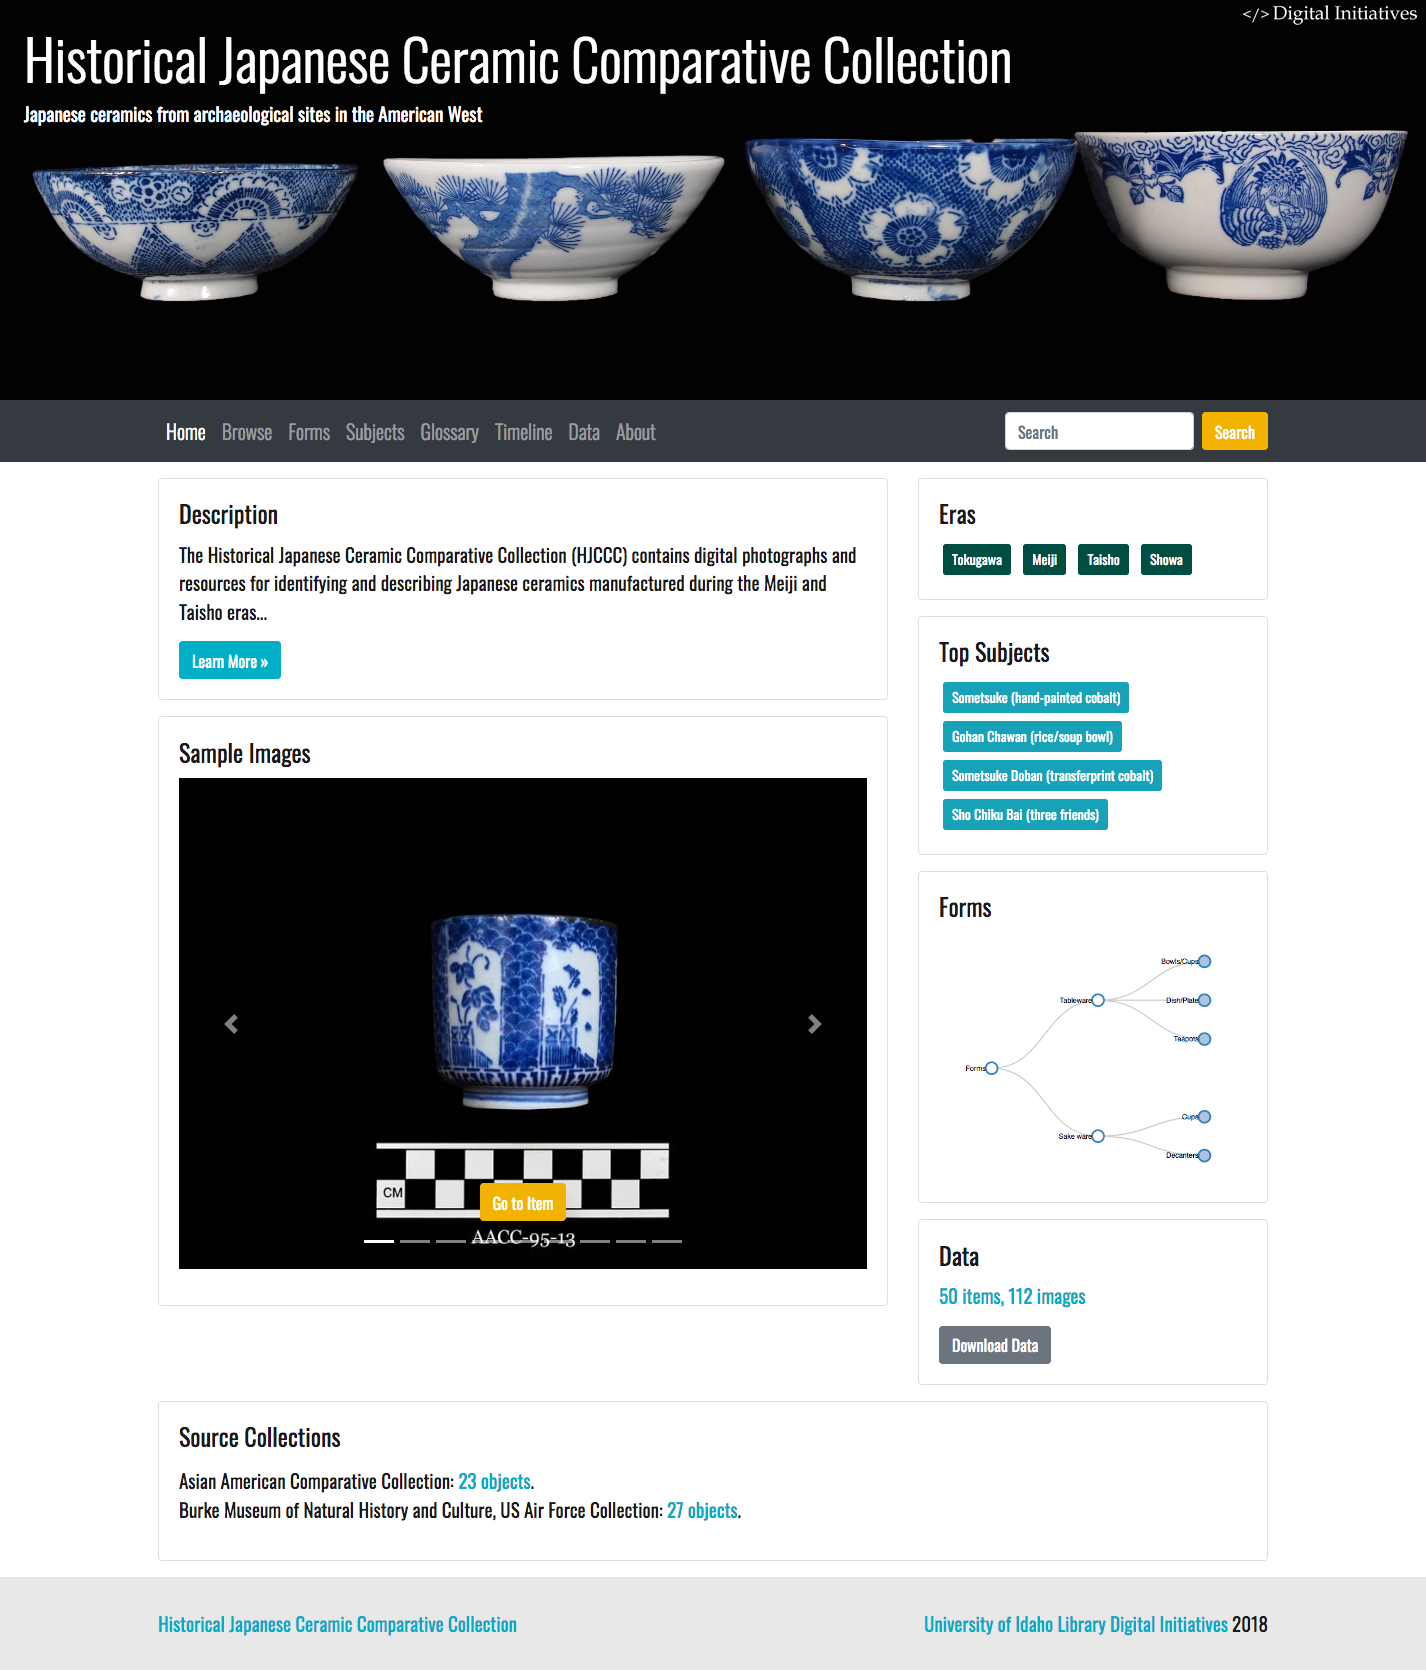 </> Digital Initiatives
Historical Japanese Ceramic Comparative Collection
Japanese ceramics from archaeological sites in the American West
Home Browse Forms Subjects Glossary Timeline Data About Search Search
Description
The Historical Japanese Ceramic Comparative Collection (HJCCC) contains digital photographs and
resources for identifying and describing Japanese ceramics manufactured during the Meiji and
Taisho eras...
Learn More »
Sample Images
CM
Go to Item
AACC-95-13
Eras
Tokugawa Meiji Taisho Showa
Top Subjects
Sometsuke (hand-painted cobalt)
Gohan Chawan (rice/soup bowl)
Sometsuke Doban (transferprint cobalt)
Sho Chiku Bai (three friends)
Forms
Bowls/Cups
Tableware
Dish/Plate
Teapots
Forms
Cups
Sake ware
Decanters
Data
50 items, 112 images
Download Data
Source Collections
Asian American Comparative Collection: 23 objects.
Burke Museum of Natural History and Culture, US Air Force Collection: 27 objects.
Historical Japanese Ceramic Comparative Collection
University of Idaho Library Digital Initiatives 2018